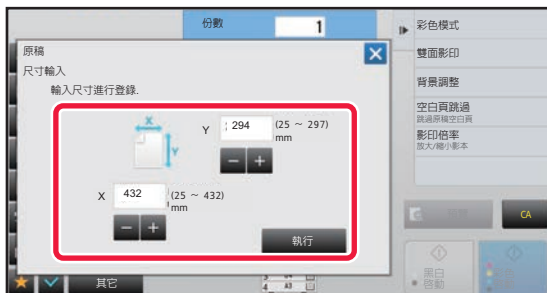 份數
1
彩色模式
雙面影印
背景調整
空白頁跳過
跳過原稿空白頁
影印倍率
放大/縮小影本
CA
原稿
尺寸輸入
輸入尺寸進行登錄.
X
Y
Y
294
(25 ～ 297)
mm
X
432
(25 ～ 432)
mm
執行
其它
4 A3
黑白
啓動